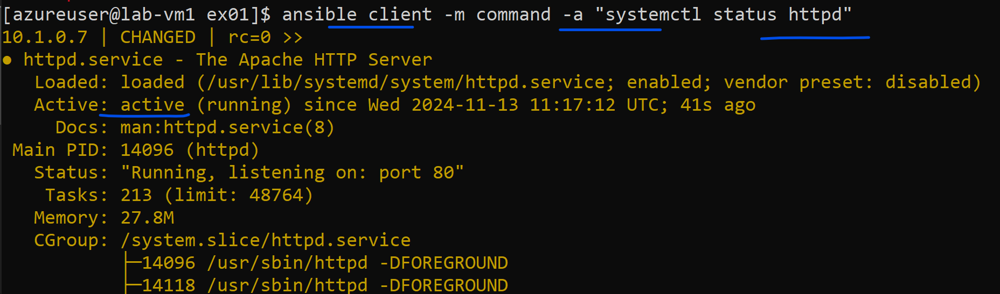 [azureuser@lab-vm1 ex01]$ ansible client -m command -a "systemctl status httpd"
10.1.0.7 | CHANGED | rc=0 >>
● httpd.service - The Apache HTTP Server
   Loaded: loaded (/usr/lib/systemd/system/httpd.service; enabled; vendor preset: disabled)
   Active: active (running) since Wed 2024-11-13 11:17:12 UTC; 41s ago
     Docs: man:httpd.service(8)
 Main PID: 14096 (httpd)
   Status: "Running, listening on: port 80"
    Tasks: 213 (limit: 48764)
   Memory: 27.8M
   CGroup: /system.slice/httpd.service
           ├─14096 /usr/sbin/httpd -DFOREGROUND
           ├─14118 /usr/sbin/httpd -DFOREGROUND